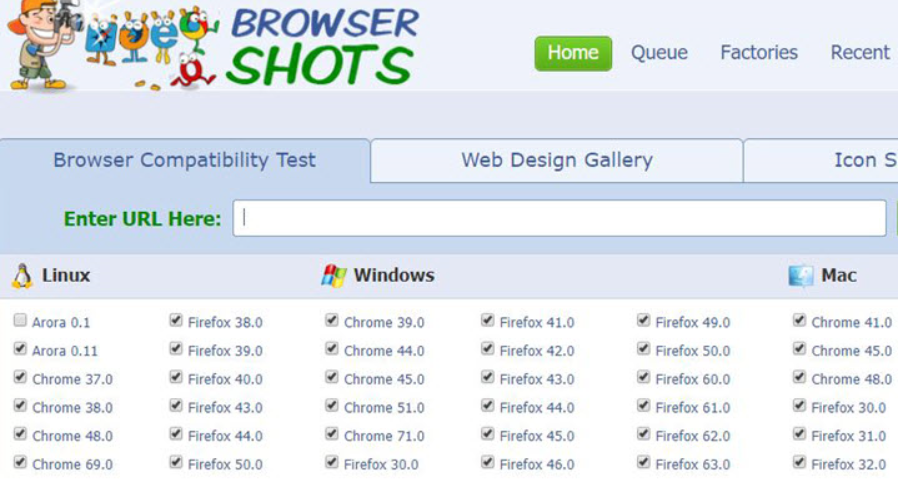 BROWSER
SHOTS
Home Queue Factories Recent
Browser Compatibility Test Web Design Gallery Icon S
Enter URL Here:
Linux Windows Mac
Arora 0.1 Firefox 38.0 Chrome 39.0 Firefox 41.0 Firefox 49.0 Chrome 41.0
Arora 0.11 Firefox 39.0 Chrome 44.0 Firefox 42.0 Firefox 50.0 Chrome 45.0
Chrome 37.0 Firefox 40.0 Chrome 45.0 Firefox 43.0 Firefox 60.0 Chrome 48.0
Chrome 38.0 Firefox 43.0 Chrome 51.0 Firefox 44.0 Firefox 61.0 Firefox 30.0
Chrome 48.0 Firefox 44.0 Chrome 71.0 Firefox 45.0 Firefox 62.0 Firefox 31.0
Chrome 69.0 Firefox 50.0 Firefox 30.0 Firefox 46.0 Firefox 63.0 Firefox 32.0